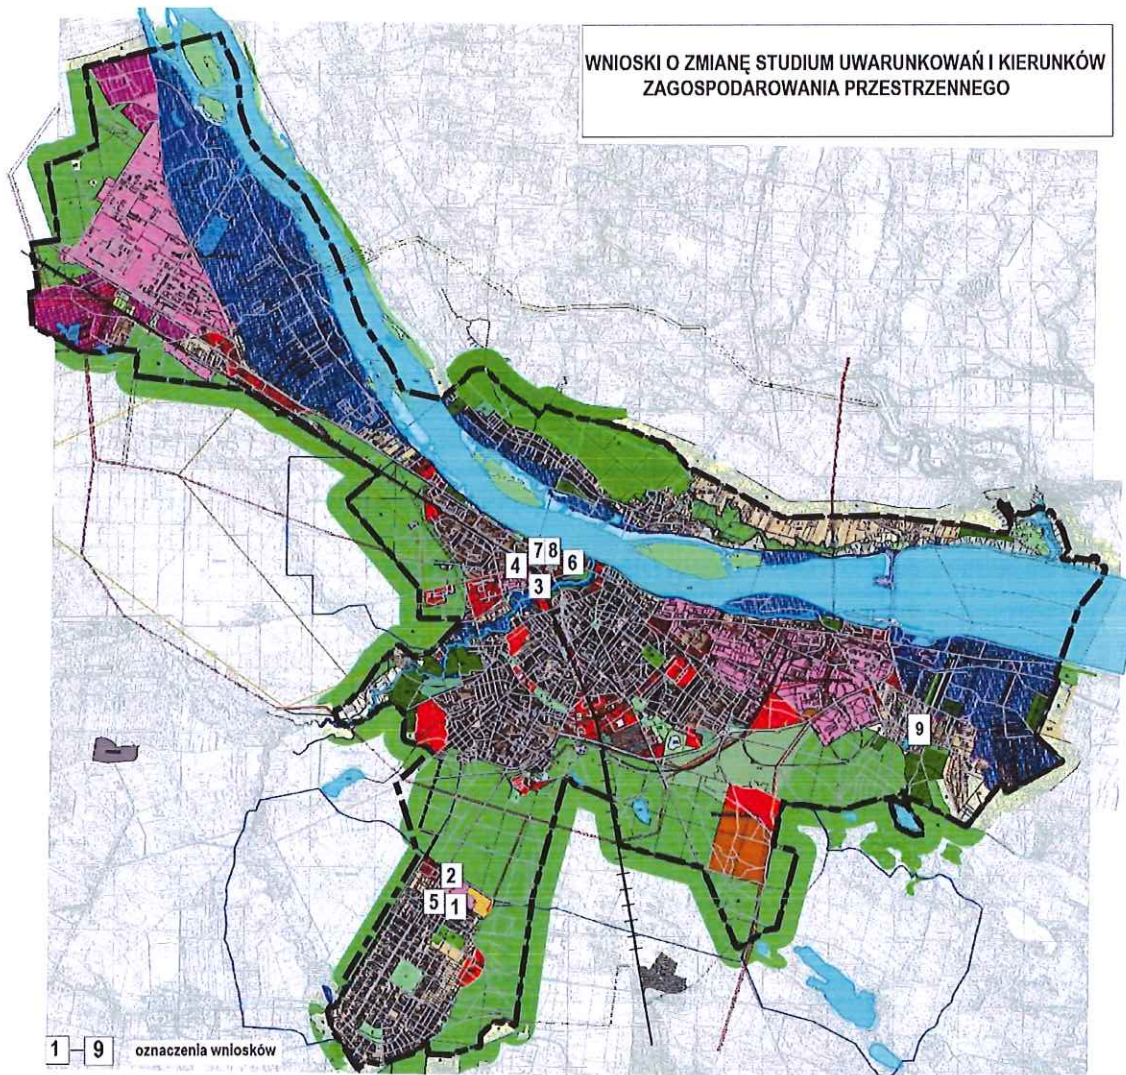 WNIOSKI O ZMIANĘ STUDIUM UWARUNKOWAŃ I KIERUNKÓW
ZAGOSPODAROWANIA PRZESTRZENNEGO
7 8
4 6
3
9
2
5 1
1 – 9 oznaczenia wniosków